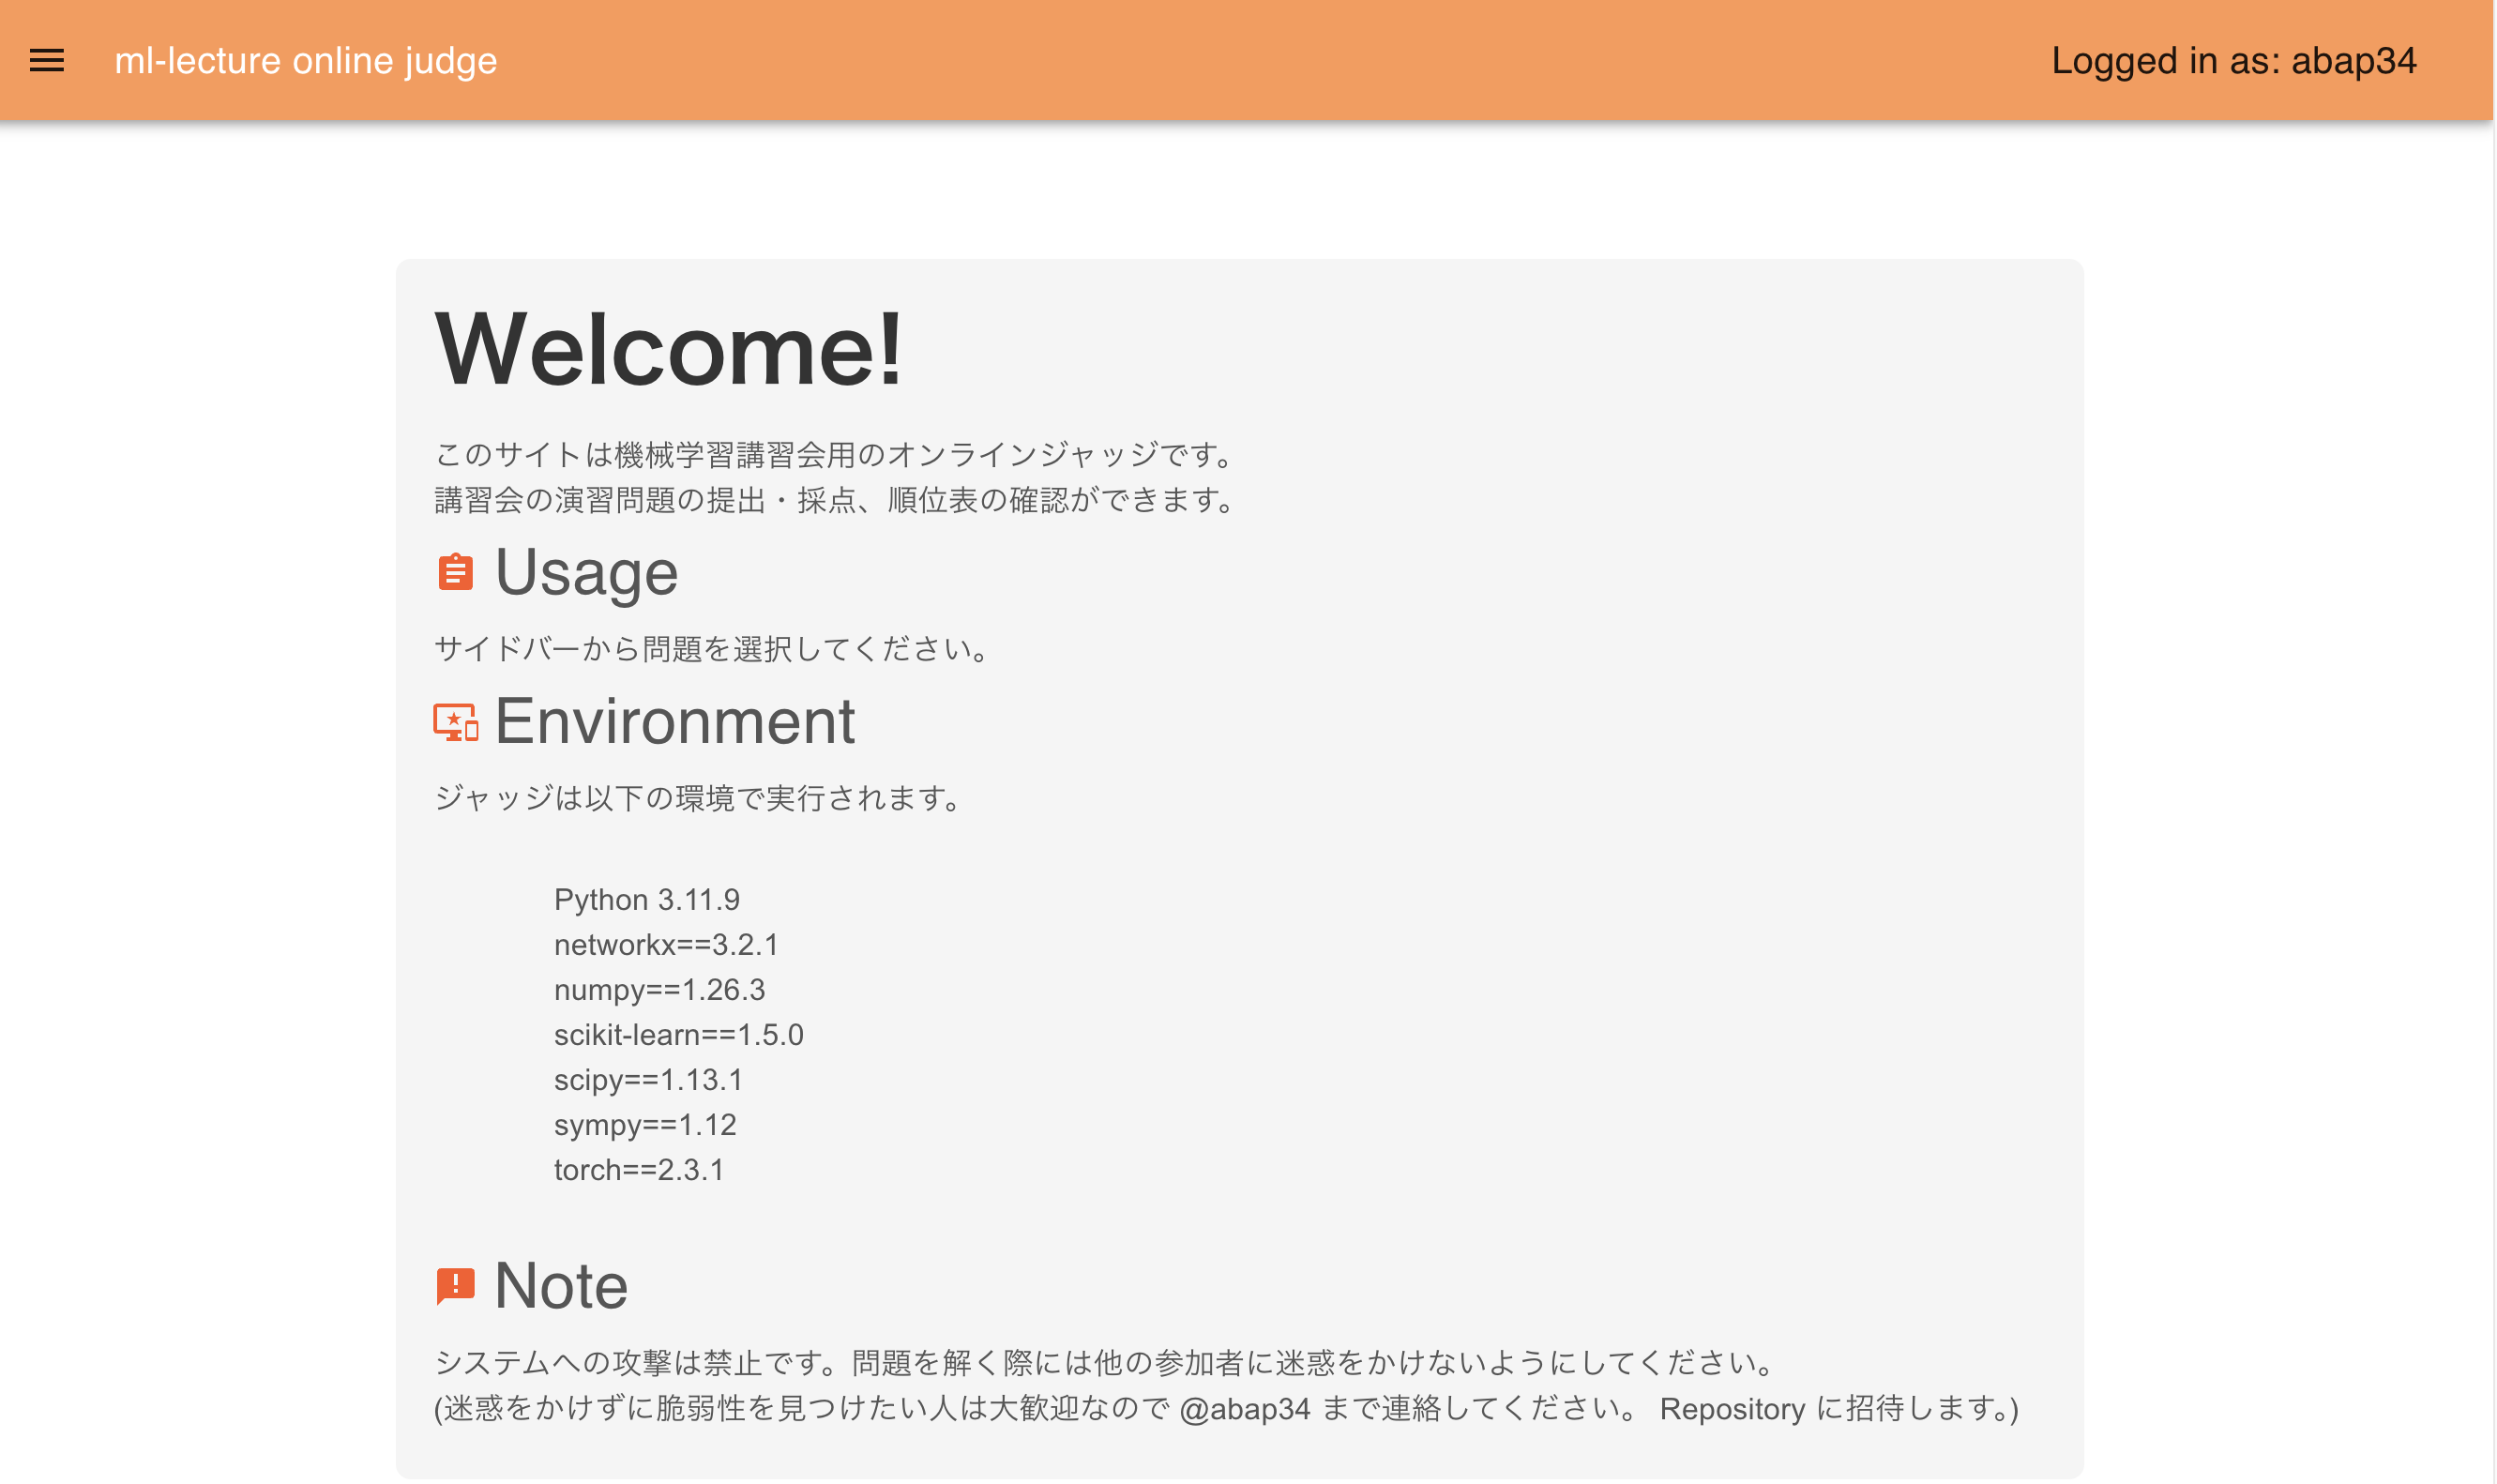 ml-lecture online judge
Logged in as: abap34
Welcome!
このサイトは機械学習講習会用のオンラインジャッジです。
講習会の演習問題の提出・採点、順位表の確認ができます。
Usage
サイドバーから問題を選択してください。
Environment
ジャッジは以下の環境で実行されます。
Python 3.11.9
networkx==3.2.1
numpy==1.26.3
scikit-learn==1.5.0
scipy==1.13.1
sympy==1.12
torch==2.3.1
Note
システムへの攻撃は禁止です。問題を解く際には他の参加者に迷惑をかけないようにしてください。
(迷惑をかけずに脆弱性を見つけたい人は大歓迎なので @abap34 まで連絡してください。 Repository に招待します。)